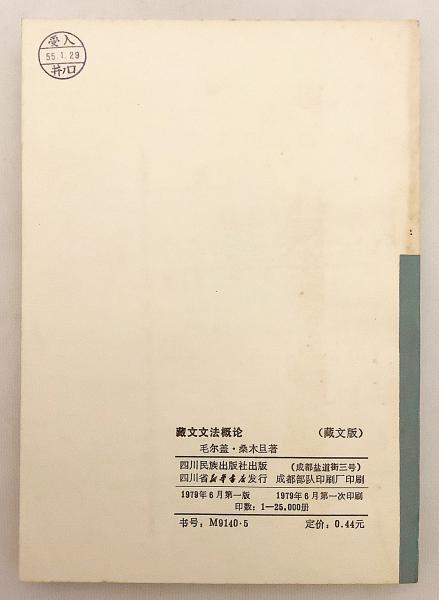 受入
55.1.29
井口
藏文文法概论 (藏文版)
毛尔盖·桑木旦著
四川民族出版社出版 (成都盐道街三号)
四川省新华书店发行 成都部队印刷厂印刷
1979年6月第一版 1979年6月第一次印刷
印数：1—25,000册
书号：M9140·5 定价：0.44元